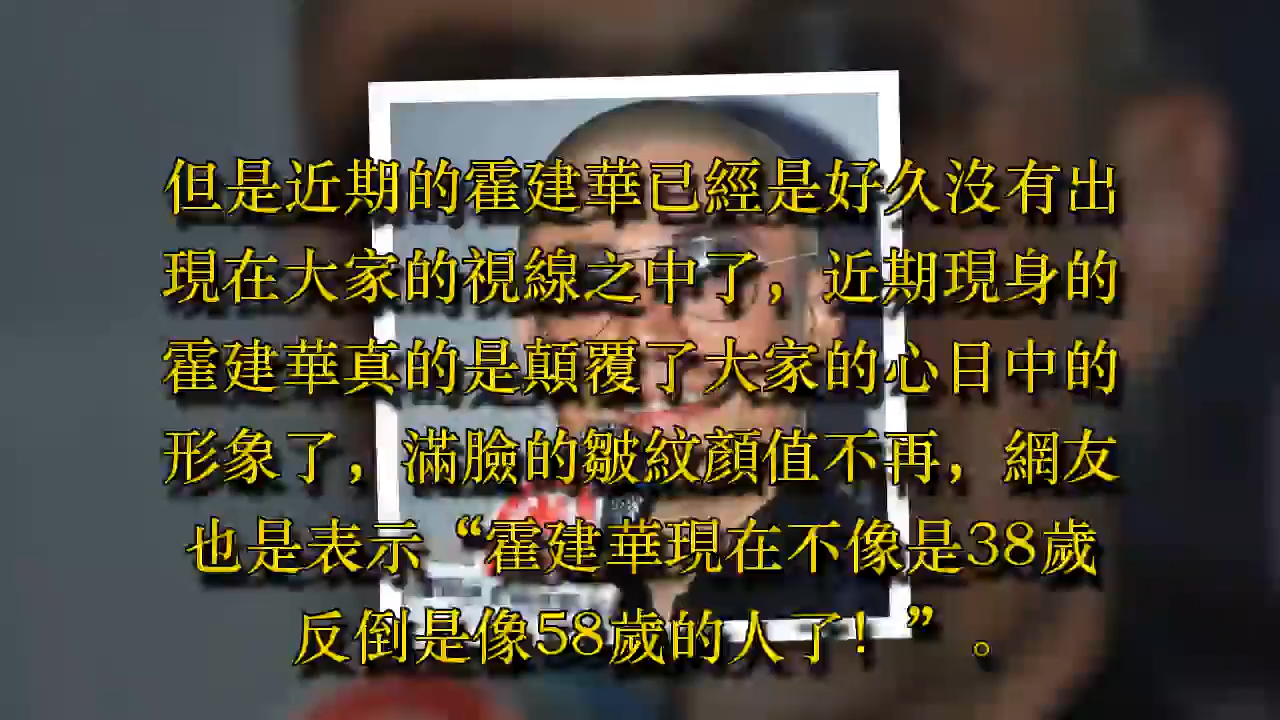 但是近期的霍建華已經是好久沒有出
現在大家的視線之中了，近期現身的
霍建華真的是顛覆了大家的心目中的
形象了，滿臉的皺紋顏值不再，網友
也是表示“霍建華現在不像是38歲
反倒是像58歲的人了！”。